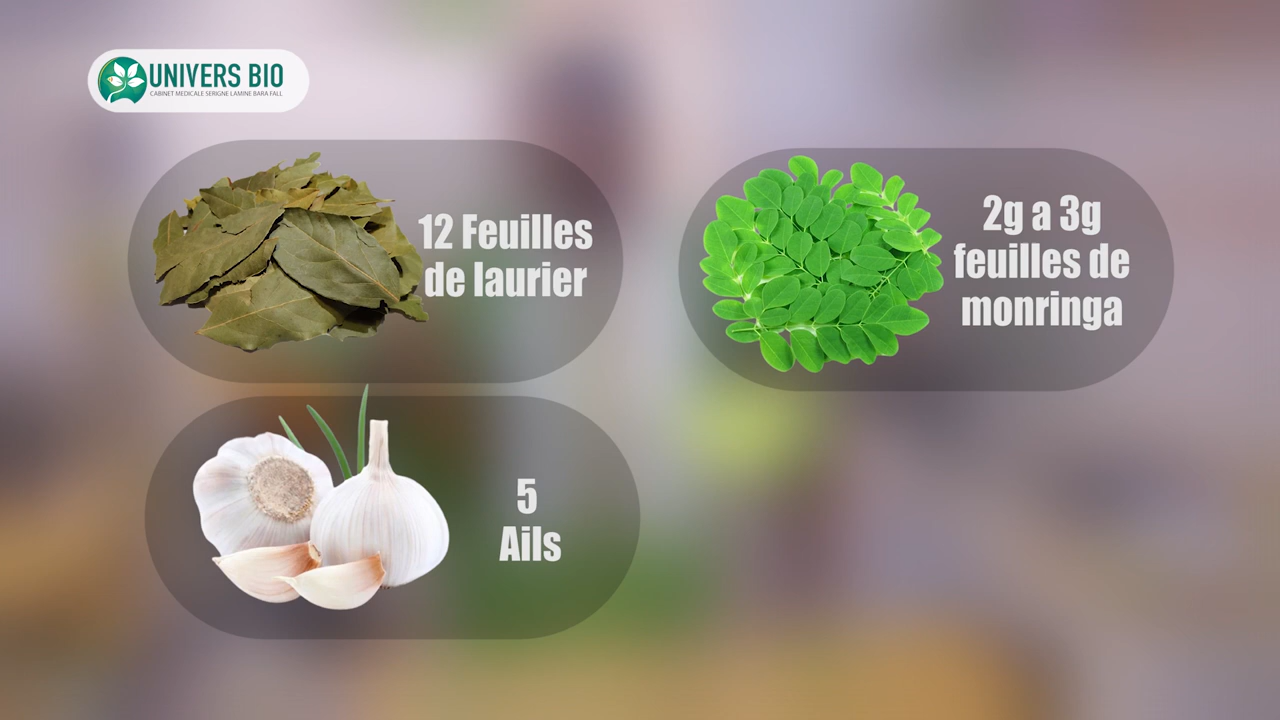 UNIVERS BIO
CABINET MEDICALE SERIGNE LAMINE BARA FALL
12 Feuilles
de laurier
2g a 3g
feuilles de
monringa
5
Ails